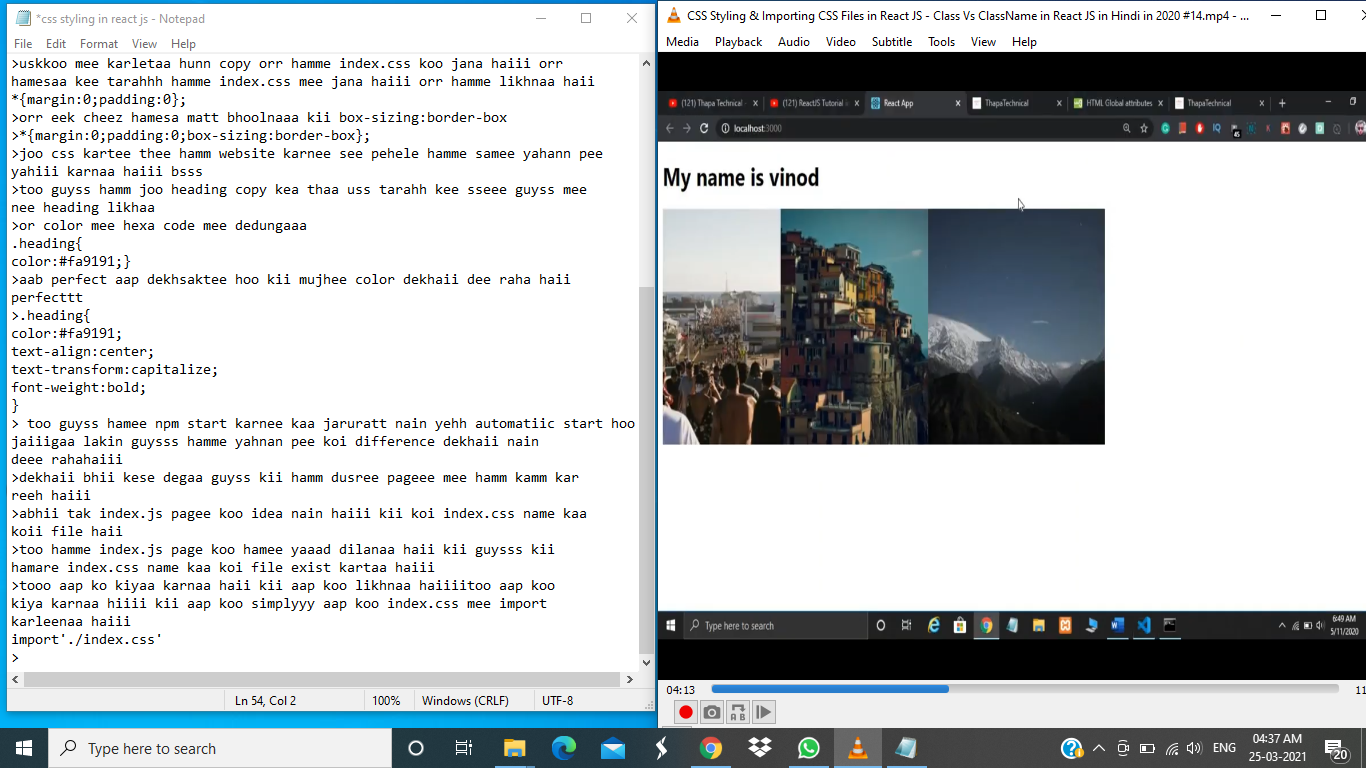 *css styling in react js - Notepad
File Edit Format View Help
>uskkoo mee karletaa hunn copy orr hamme index.css koo jana haiii orr
hamesaa kee tarahhh hamme index.css mee jana haiii orr hamme likhnaa haii
*{margin:0;padding:0};
>orr eek cheez hamesa matt bhoolnaaa kii box-sizing:border-box
>*{margin:0;padding:0;box-sizing:border-box};
>joo css kartee thee hamm website karnee see pehele hamme samee yahann pee
yahiii karnaa haiii bsss
>too guyss hamm joo heading copy kea thaa uss tarahh kee sseee guyss mee
nee heading likhaa
>or color mee hexa code mee dedungaaa
.heading{
color:#fa9191;}
>aab perfect aap dekhsaktee hoo kii mujhee color dekhaii dee raha haii
perfecttt
>.heading{
color:#fa9191;
text-align:center;
text-transform:capitalize;
font-weight:bold;
}
> too guyss hamee npm start karnee kaa jaruratt nain yehh automatiic start hoo
jaiiigaa lakin guysss hamme yahnan pee koi difference dekhaii nain
deee rahahaiii
>dekhaii bhii kese degaa guyss kii hamm dusree pageee mee hamm kamm kar
reeh haiii
>abhii tak index.js pagee koo idea nain haiii kii koi index.css name kaa
koii file haii
>too hamme index.js page koo hamee yaaad dilanaa haii kii guysss kii
hamare index.css name kaa koi file exist kartaa haiii
>tooo aap ko kiyaa karnaa haii kii aap koo likhnaa haiiiitoo aap koo
kiya karnaa hiiii kii aap koo simplyyy aap koo index.css mee import
karleenaa haiii
import'./index.css'
>
Ln 54, Col 2 100% Windows (CRLF) UTF-8
CSS Styling & Importing CSS Files in React JS - Class Vs ClassName in React JS in Hindi in 2020 #14.mp4 - ...
Media Playback Audio Video Subtitle Tools View Help
(121) Thapa Technical - (121) ReactJS Tutorial React App ThapaTechnical HTML Global attributes ThapaTechnical
localhost:3000
45
My name is vinod
Type here to search
6:49 AM
5/11/2020
04:13
11
A B
Type here to search
ENG
04:37 AM
25-03-2021
20